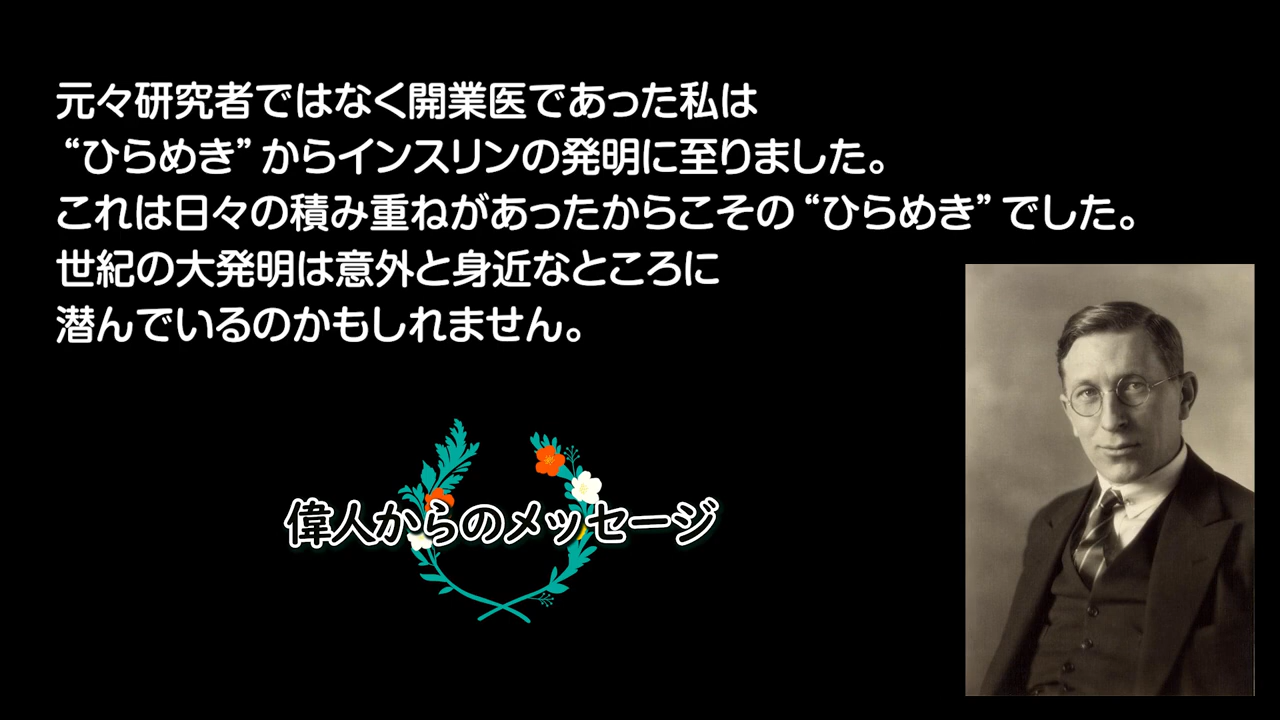 元々研究者ではなく開業医であった私は
“ひらめき”からインスリンの発明に至りました。
これは日々の積み重ねがあったからこその“ひらめき”でした。
世紀の大発明は意外と身近なところに
潜んでいるのかもしれません。
偉人からのメッセージ